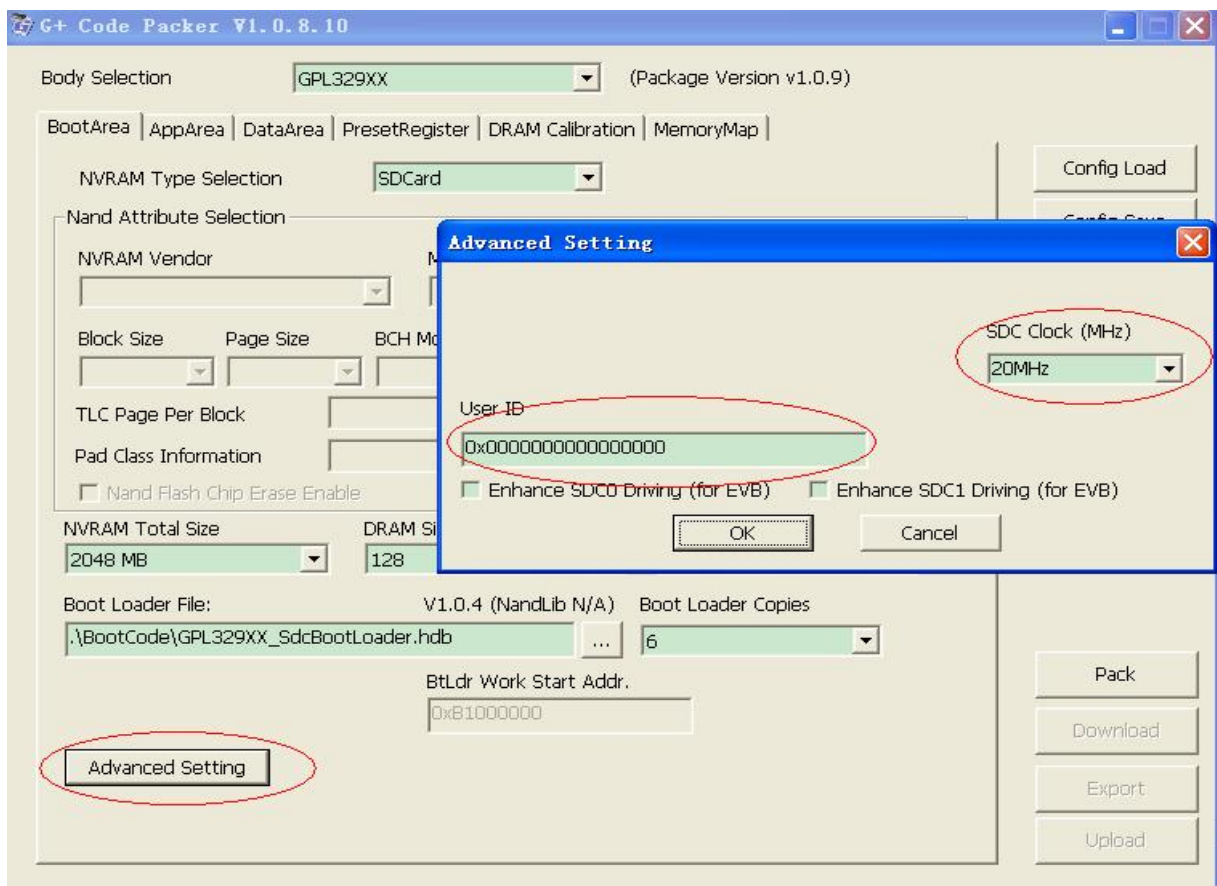 G+ Code Packer V1.0.8.10
Body Selection GPL329XX (Package Version v1.0.9)
BootArea AppArea DataArea PresetRegister DRAM Calibration MemoryMap
NVRAM Type Selection SDCard
Config Load
Nand Attribute Selection
Advanced Setting
NVRAM Vendor
Block Size Page Size BCH
SDC Clock (MHz)
20MHz
TLC Page Per Block
User ID
0x0000000000000000
Pad Class Information
Nand Flash Chip Erase Enable
Enhance SDC0 Driving (for EVB) Enhance SDC1 Driving (for EVB)
OK Cancel
NVRAM Total Size DRAM
2048 MB 128
Boot Loader File: V1.0.4 (NandLib N/A) Boot Loader Copies
.\BootCode\GPL329XX_SdcBootLoader.hdb ... 6
BtLdr Work Start Addr.
0xB1000000
Advanced Setting
Pack
Download
Export
Upload